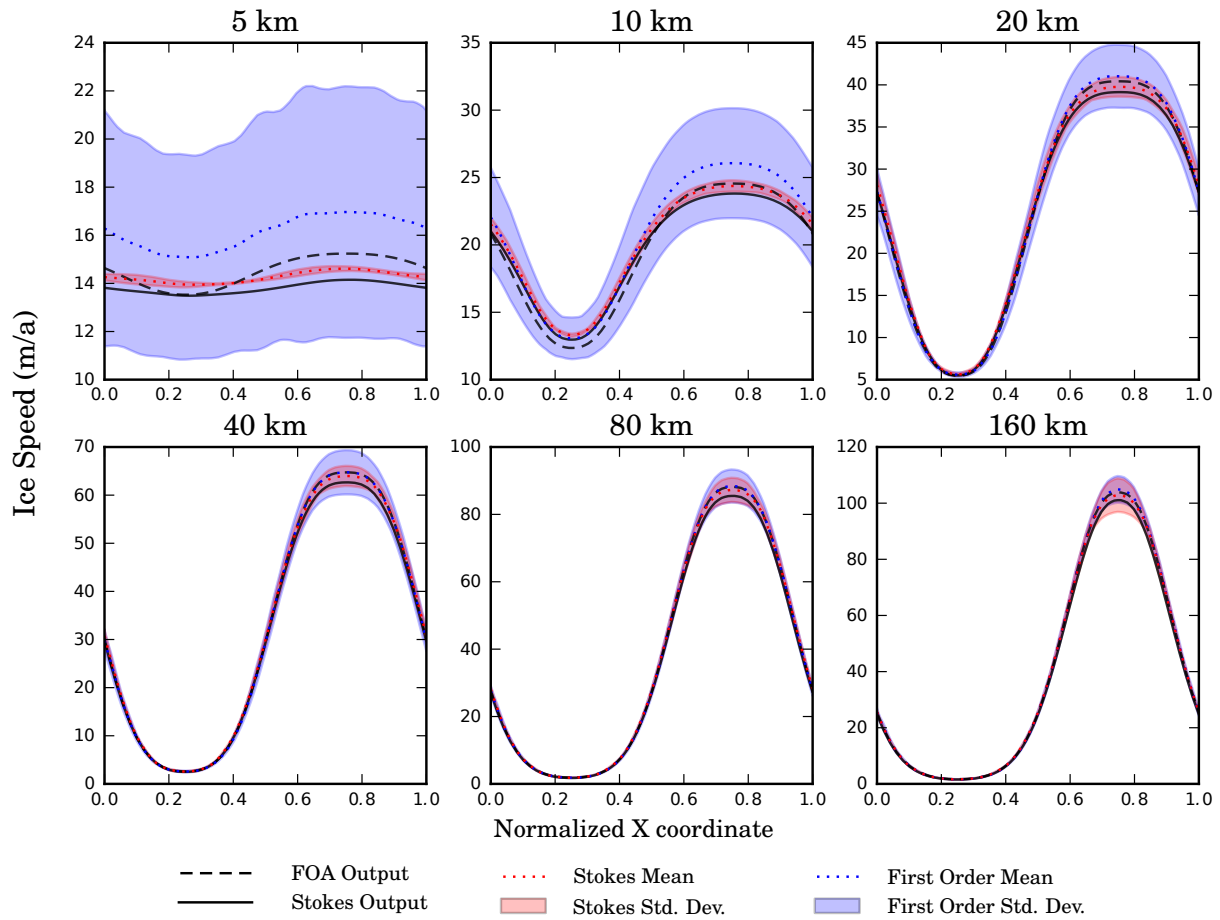 5 km
10 km
20 km
24
22
20
18
16
14
12
10
0.0 0.2 0.4 0.6 0.8 1.0
35
30
25
20
15
10
0.0 0.2 0.4 0.6 0.8 1.0
45
40
35
30
25
20
15
10
5
0.0 0.2 0.4 0.6 0.8 1.0
Ice Speed (m/a)
40 km
80 km
160 km
70
60
50
40
30
20
10
0
0.0 0.2 0.4 0.6 0.8 1.0
100
80
60
40
20
0
0.0 0.2 0.4 0.6 0.8 1.0
120
100
80
60
40
20
0
0.0 0.2 0.4 0.6 0.8 1.0
Normalized X coordinate
FOA Output
Stokes Output
Stokes Mean
Stokes Std. Dev.
First Order Mean
First Order Std. Dev.